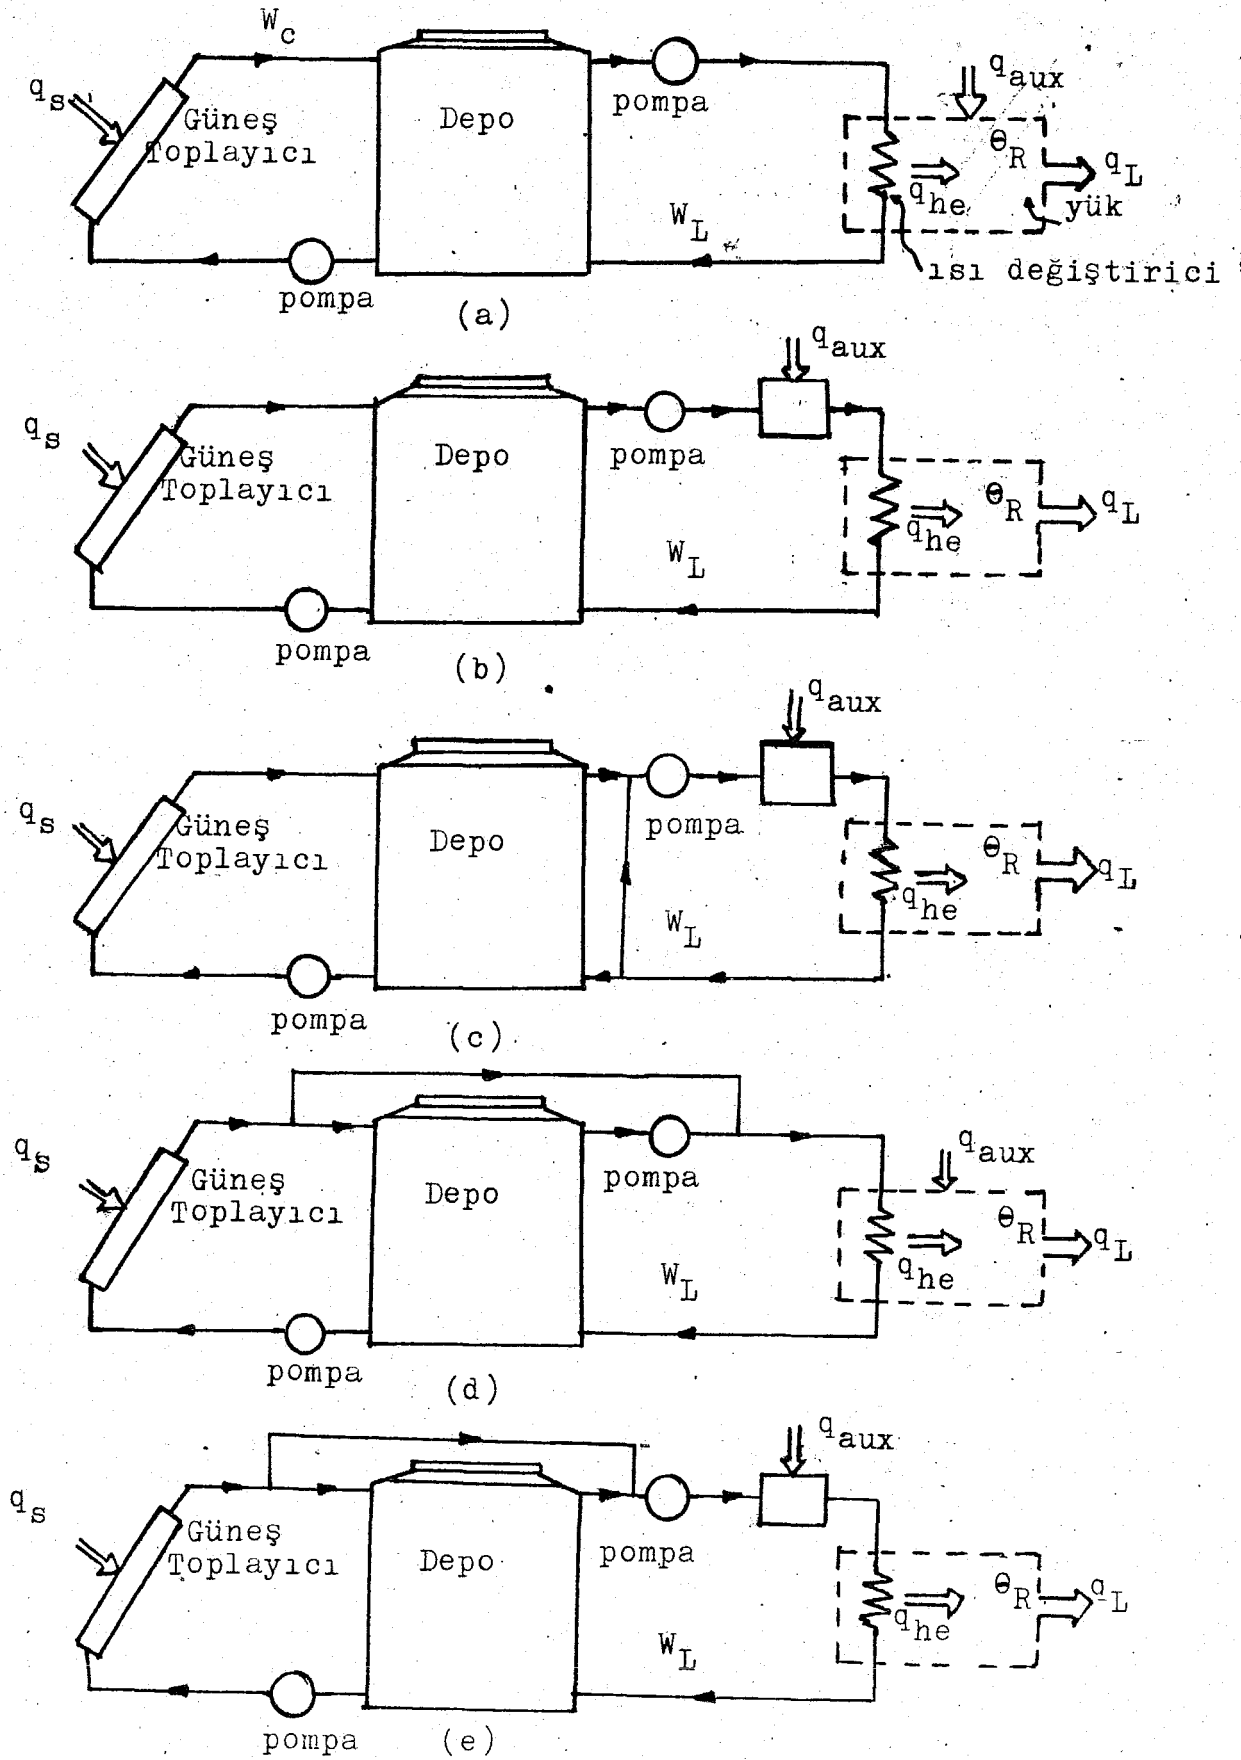 W_c
q_s
Güneş
Toplayıcı
Depo
pompa
q_aux
θ_R
q_he
q_L
yük
W_L
ısı değiştirici
pompa
(a)
q_aux
q_s
Güneş
Toplayıcı
Depo
pompa
θ_R
q_he
q_L
W_L
pompa
(b)
q_aux
q_s
Güneş
Toplayıcı
Depo
pompa
θ_R
q_he
q_L
W_L
pompa
(c)
q_s
Güneş
Toplayıcı
Depo
pompa
q_aux
θ_R
q_he
q_L
W_L
pompa
(d)
q_aux
q_s
Güneş
Toplayıcı
Depo
pompa
θ_R
q_he
q_L
W_L
pompa
(e)